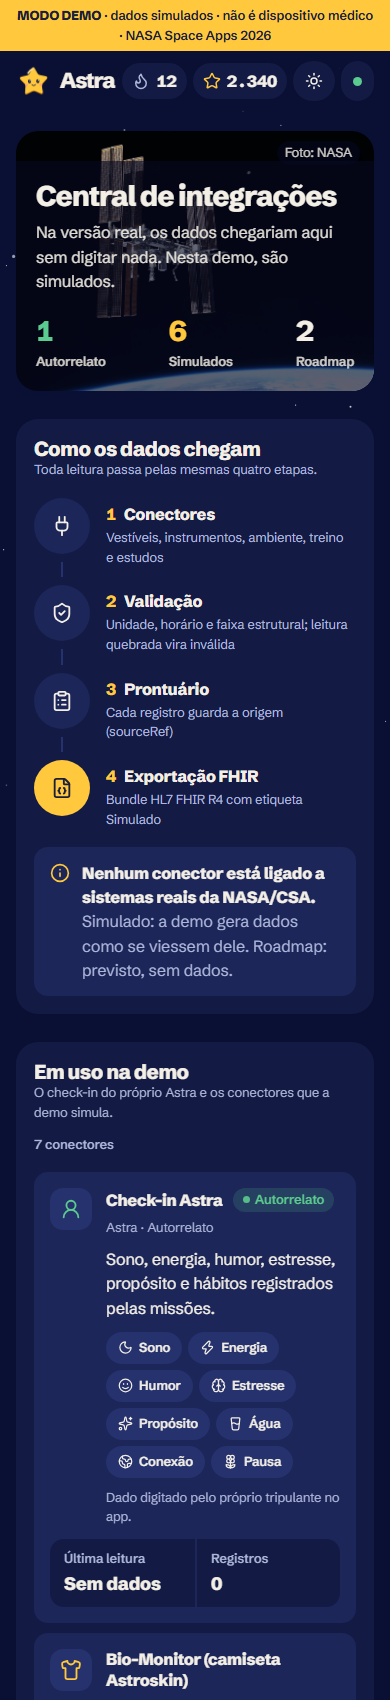 MODO DEMO · dados simulados · não é dispositivo médico
· NASA Space Apps 2026
Astra
12
2.340
Foto: NASA
Central de integrações
Na versão real, os dados chegariam aqui
sem digitar nada. Nesta demo, são
simulados.
1
6
2
Autorrelato
Simulados
Roadmap
Como os dados chegam
Toda leitura passa pelas mesmas quatro etapas.
1 Conectores
Vestíveis, instrumentos, ambiente, treino
e estudos
2 Validação
Unidade, horário e faixa estrutural; leitura
quebrada vira inválida
3 Prontuário
Cada registro guarda a origem
(sourceRef)
4 Exportação FHIR
Bundle HL7 FHIR R4 com etiqueta
Simulado
Nenhum conector está ligado a
sistemas reais da NASA/CSA.
Simulado: a demo gera dados
como se viessem dele. Roadmap:
previsto, sem dados.
Em uso na demo
O check-in do próprio Astra e os conectores que a
demo simula.
7 conectores
Check-in Astra
Autorrelato
Astra · Autorrelato
Sono, energia, humor, estresse,
propósito e hábitos registrados
pelas missões.
Sono
Energia
Humor
Estresse
Propósito
Água
Conexão
Pausa
Dado digitado pelo próprio tripulante no
app.
Última leitura
Registros
Sem dados
0
Bio-Monitor (camiseta
Astroskin)